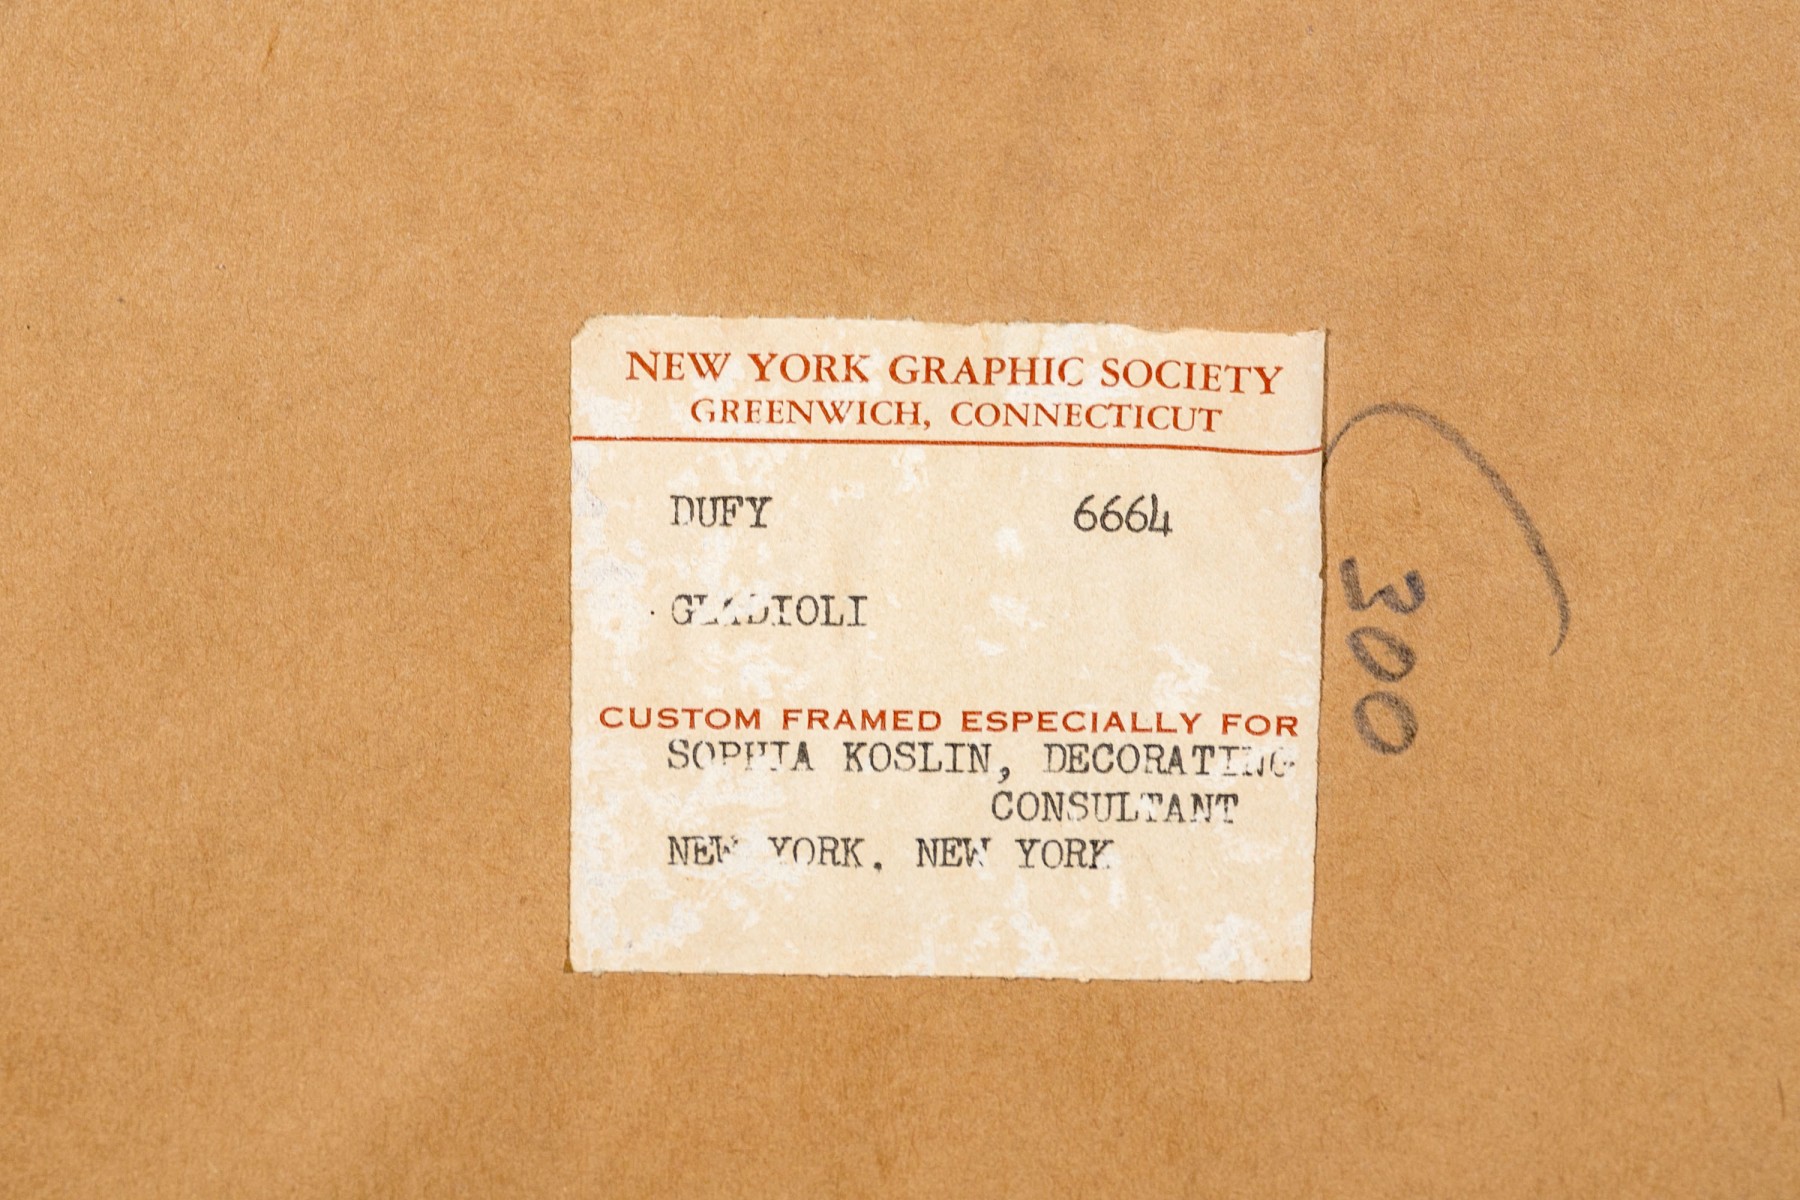 NEW YORK GRAPHIC SOCIETY
GREENWICH, CONNECTICUT
DUFY 6664
GLADIOLI
CUSTOM FRAMED ESPECIALLY FOR
SOPHIA KOSLIN, DECORATING
CONSULTANT
NEW YORK, NEW YORK
300